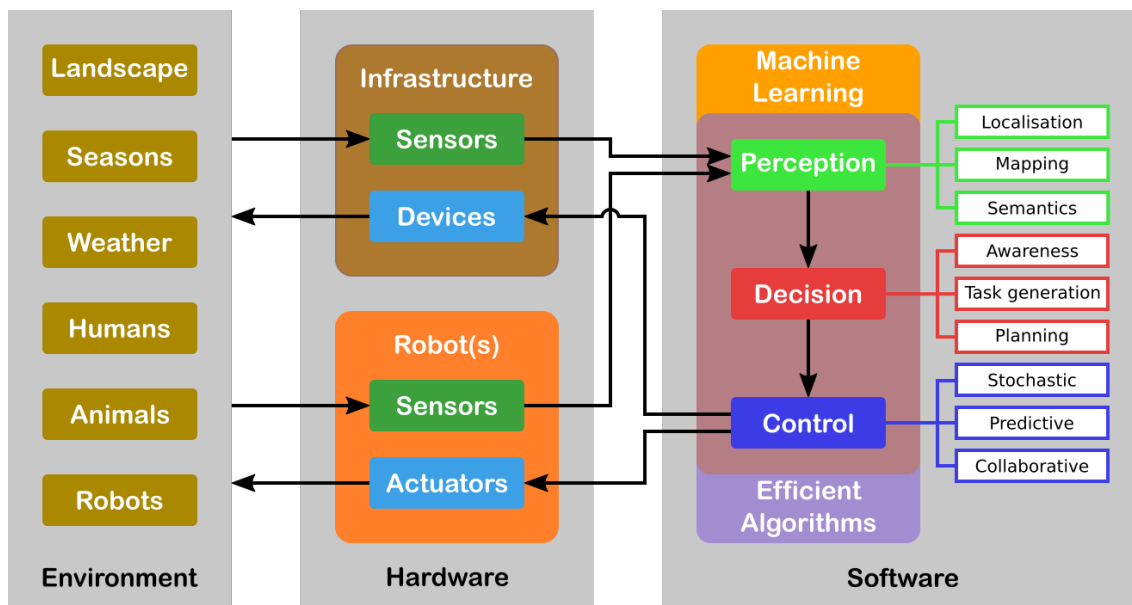 Landscape
Seasons
Weather
Humans
Animals
Robots
Environment
Infrastructure
Sensors
Devices
Robot(s)
Sensors
Actuators
Hardware
Machine
Learning
Perception
Decision
Control
Efficient
Algorithms
Localisation
Mapping
Semantics
Awareness
Task generation
Planning
Stochastic
Predictive
Collaborative
Software